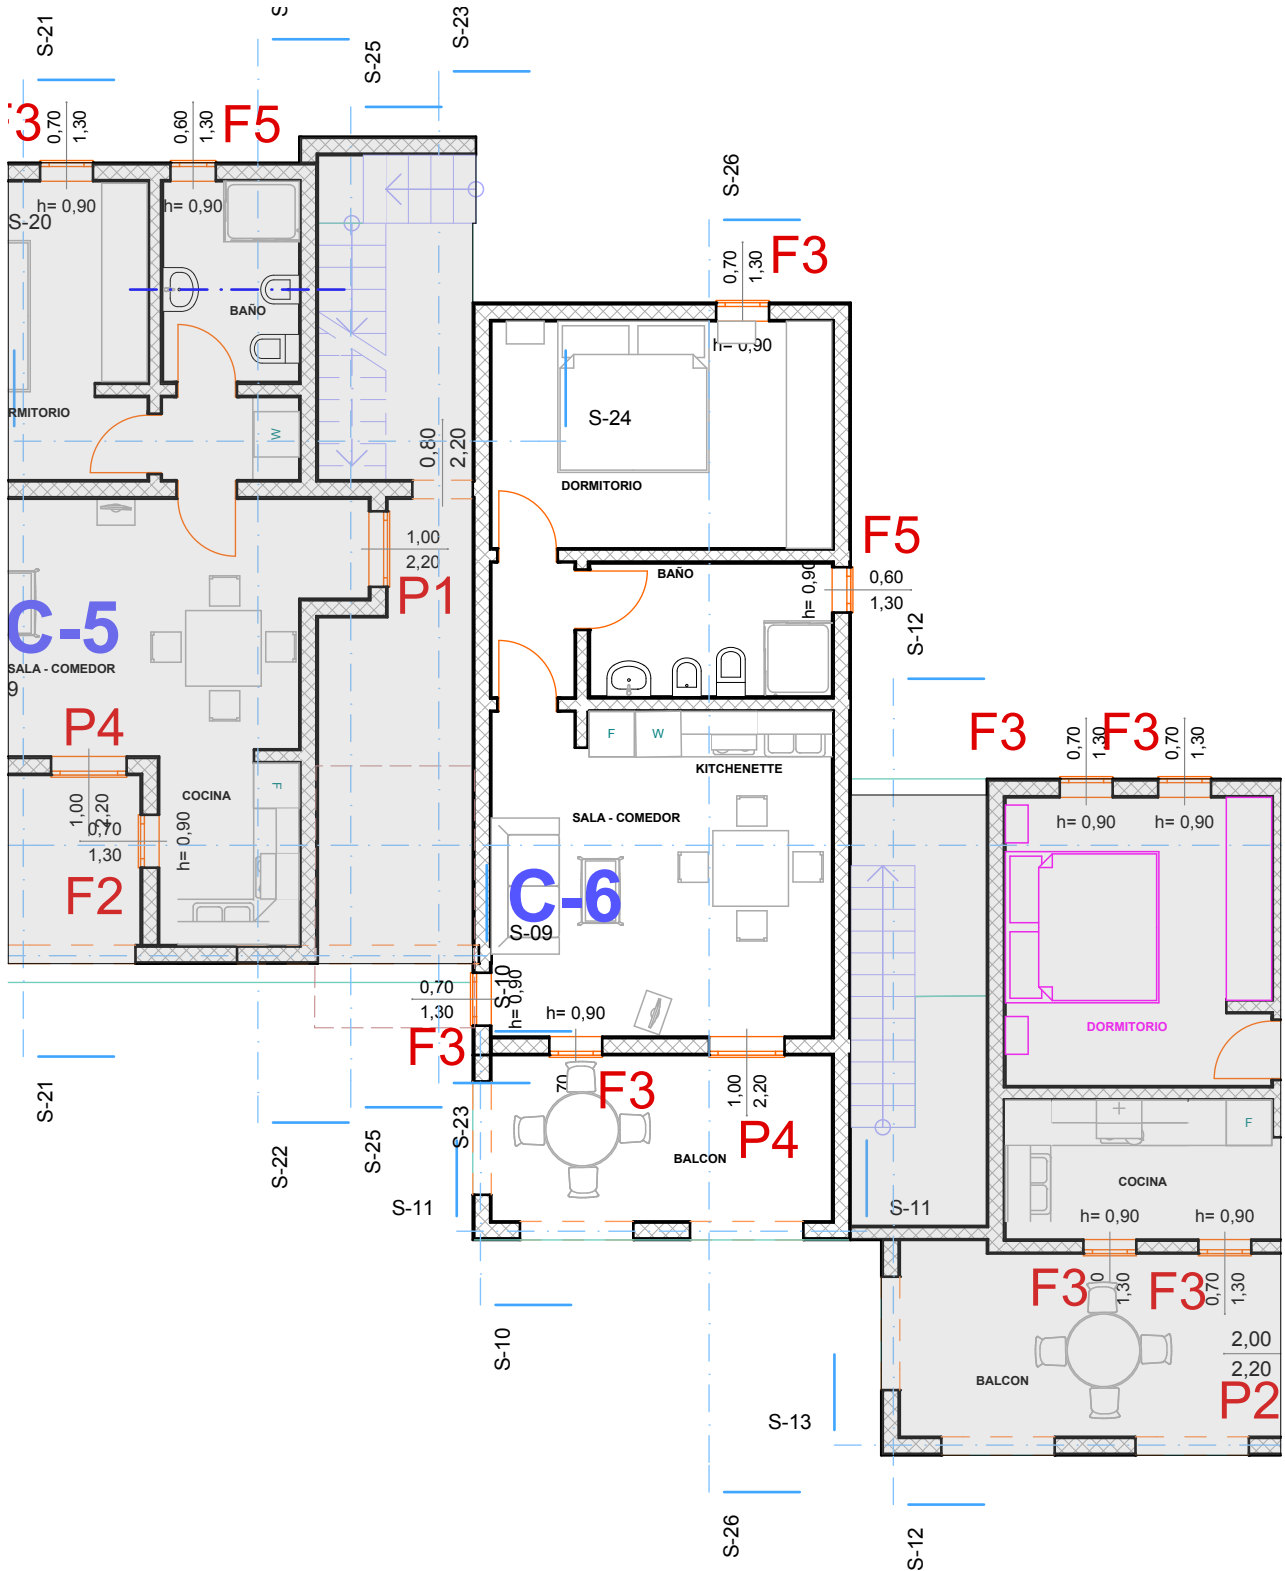 S-21
S-25
S-23
F3
0,70
1,30
0,60
1,30
F5
h= 0,90
h= 0,90
S-20
BAÑO
RMITORIO
W
0,80
2,20
S-26
0,70
1,30
F3
h= 0,90
S-24
DORMITORIO
1,00
2,20
P1
C-5
SALA - COMEDOR
9
P4
1,00
2,20
0,70
1,30
h= 0,90
F2
COCINA
F
BAÑO
h= 0,90
F5
0,60
1,30
S-12
F
W
KITCHENETTE
SALA - COMEDOR
C-6
S-09
S-10
0,70
1,30
h= 0,90
h= 0,90
F3
70
F3
1,00
2,20
P4
BALCON
F3
0,70
1,30
F3
0,70
1,30
h= 0,90
h= 0,90
DORMITORIO
F
COCINA
h= 0,90
h= 0,90
S-21
S-22
S-25
S-23
S-11
S-11
F3
0
1,30
F3
0,70
1,30
2,00
2,20
P2
BALCON
S-10
S-13
S-26
S-12